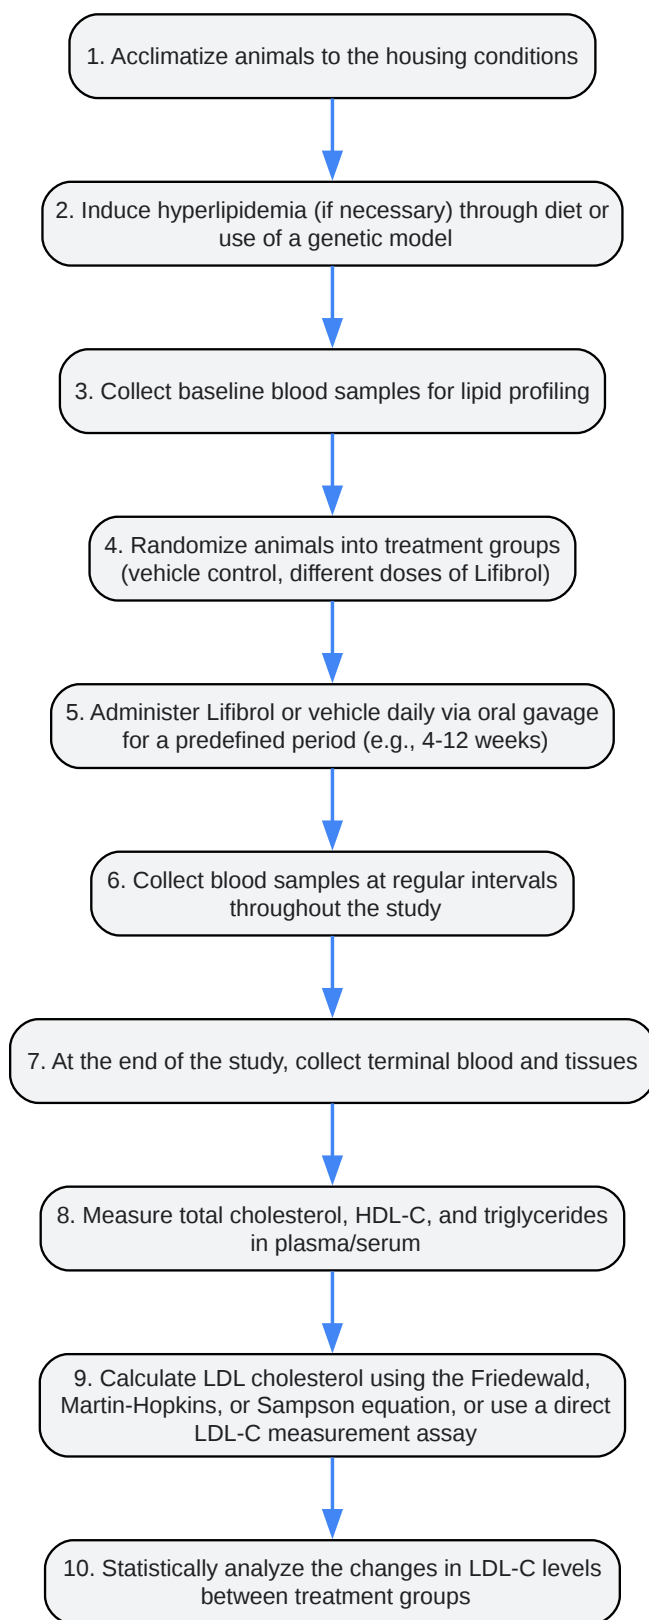 1. Acclimatize animals to the housing conditions
2. Induce hyperlipidemia (if necessary) through diet or
use of a genetic model
3. Collect baseline blood samples for lipid profiling
4. Randomize animals into treatment groups
(vehicle control, different doses of Lifibrol)
5. Administer Lifibrol or vehicle daily via oral gavage
for a predefined period (e.g., 4-12 weeks)
6. Collect blood samples at regular intervals
throughout the study
7. At the end of the study, collect terminal blood and tissues
8. Measure total cholesterol, HDL-C, and triglycerides
in plasma/serum
9. Calculate LDL cholesterol using the Friedewald,
Martin-Hopkins, or Sampson equation, or use a direct
LDL-C measurement assay
10. Statistically analyze the changes in LDL-C levels
between treatment groups